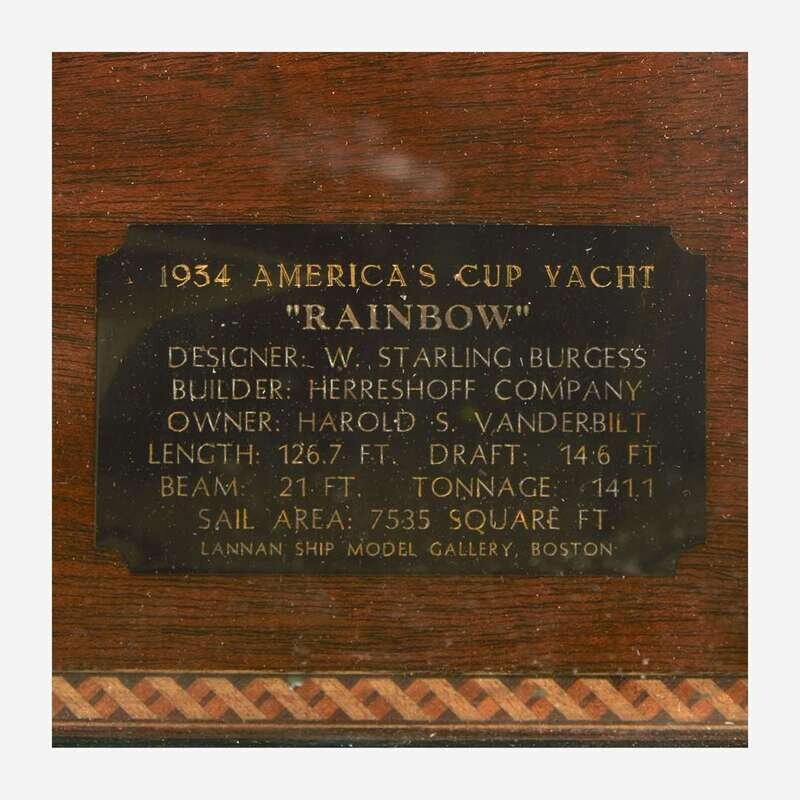 1934 AMERICA'S CUP YACHT
"RAINBOW"
DESIGNER: W. STARLING BURGESS
BUILDER: HERRESHOFF COMPANY
OWNER: HAROLD S. VANDERBILT
LENGTH: 126.7 FT. DRAFT: 14.6 FT
BEAM: 21 FT. TONNAGE: 141.1
SAIL AREA: 7535 SQUARE FT.
LANNAN SHIP MODEL GALLERY, BOSTON